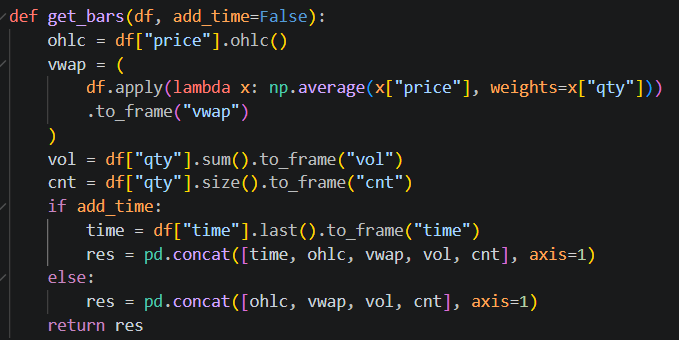 def get_bars(df, add_time=False):
    ohlc = df["price"].ohlc()
    vwap = (
        df.apply(lambda x: np.average(x["price"], weights=x["qty"]))
        .to_frame("vwap")
    )
    vol = df["qty"].sum().to_frame("vol")
    cnt = df["qty"].size().to_frame("cnt")
    if add_time:
        time = df["time"].last().to_frame("time")
        res = pd.concat([time, ohlc, vwap, vol, cnt], axis=1)
    else:
        res = pd.concat([ohlc, vwap, vol, cnt], axis=1)
    return res